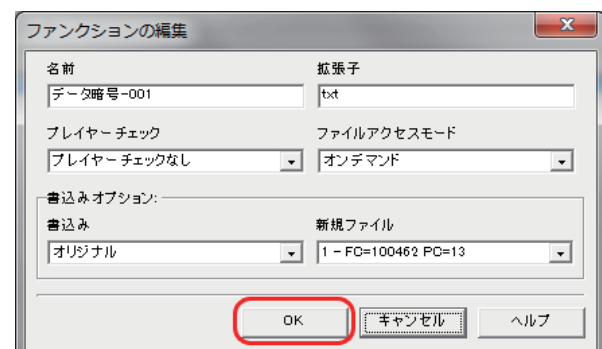 ファンクションの編集
名前
拡張子
データ暗号-001
txt
プレイヤーチェック
ファイルアクセスモード
プレイヤーチェックなし
オンデマンド
書込みオプション:
書込み
新規ファイル
オリジナル
1 - FC=100462 PC=13
OK
キャンセル
ヘルプ